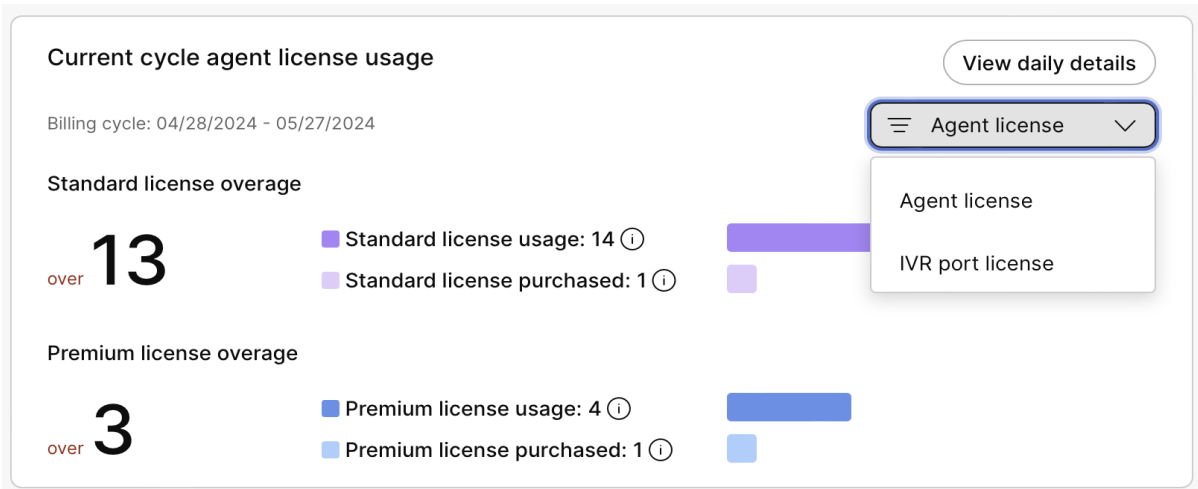 Current cycle agent license usage
View daily details
Billing cycle: 04/28/2024 - 05/27/2024
Agent license
Agent license
IVR port license
Standard license overage
over 13
Standard license usage: 14
Standard license purchased: 1
Premium license overage
over 3
Premium license usage: 4
Premium license purchased: 1